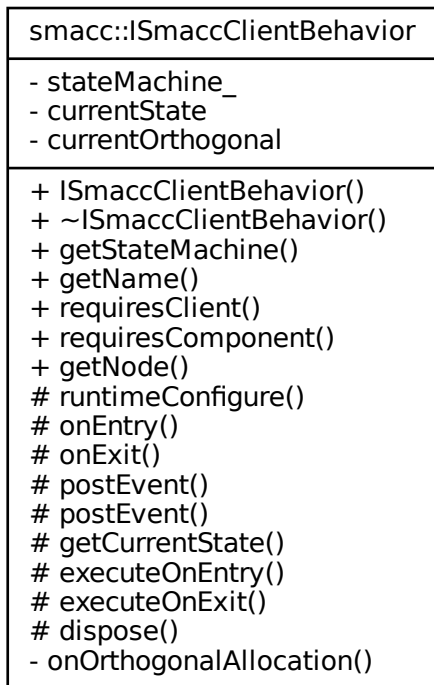 smacc::ISmaccClientBehavior
- stateMachine_
- currentState
- currentOrthogonal
+ ISmaccClientBehavior()
+ ~ISmaccClientBehavior()
+ getStateMachine()
+ getName()
+ requiresClient()
+ requiresComponent()
+ getNode()
# runtimeConfigure()
# onEntry()
# onExit()
# postEvent()
# postEvent()
# getCurrentState()
# executeOnEntry()
# executeOnExit()
# dispose()
- onOrthogonalAllocation()